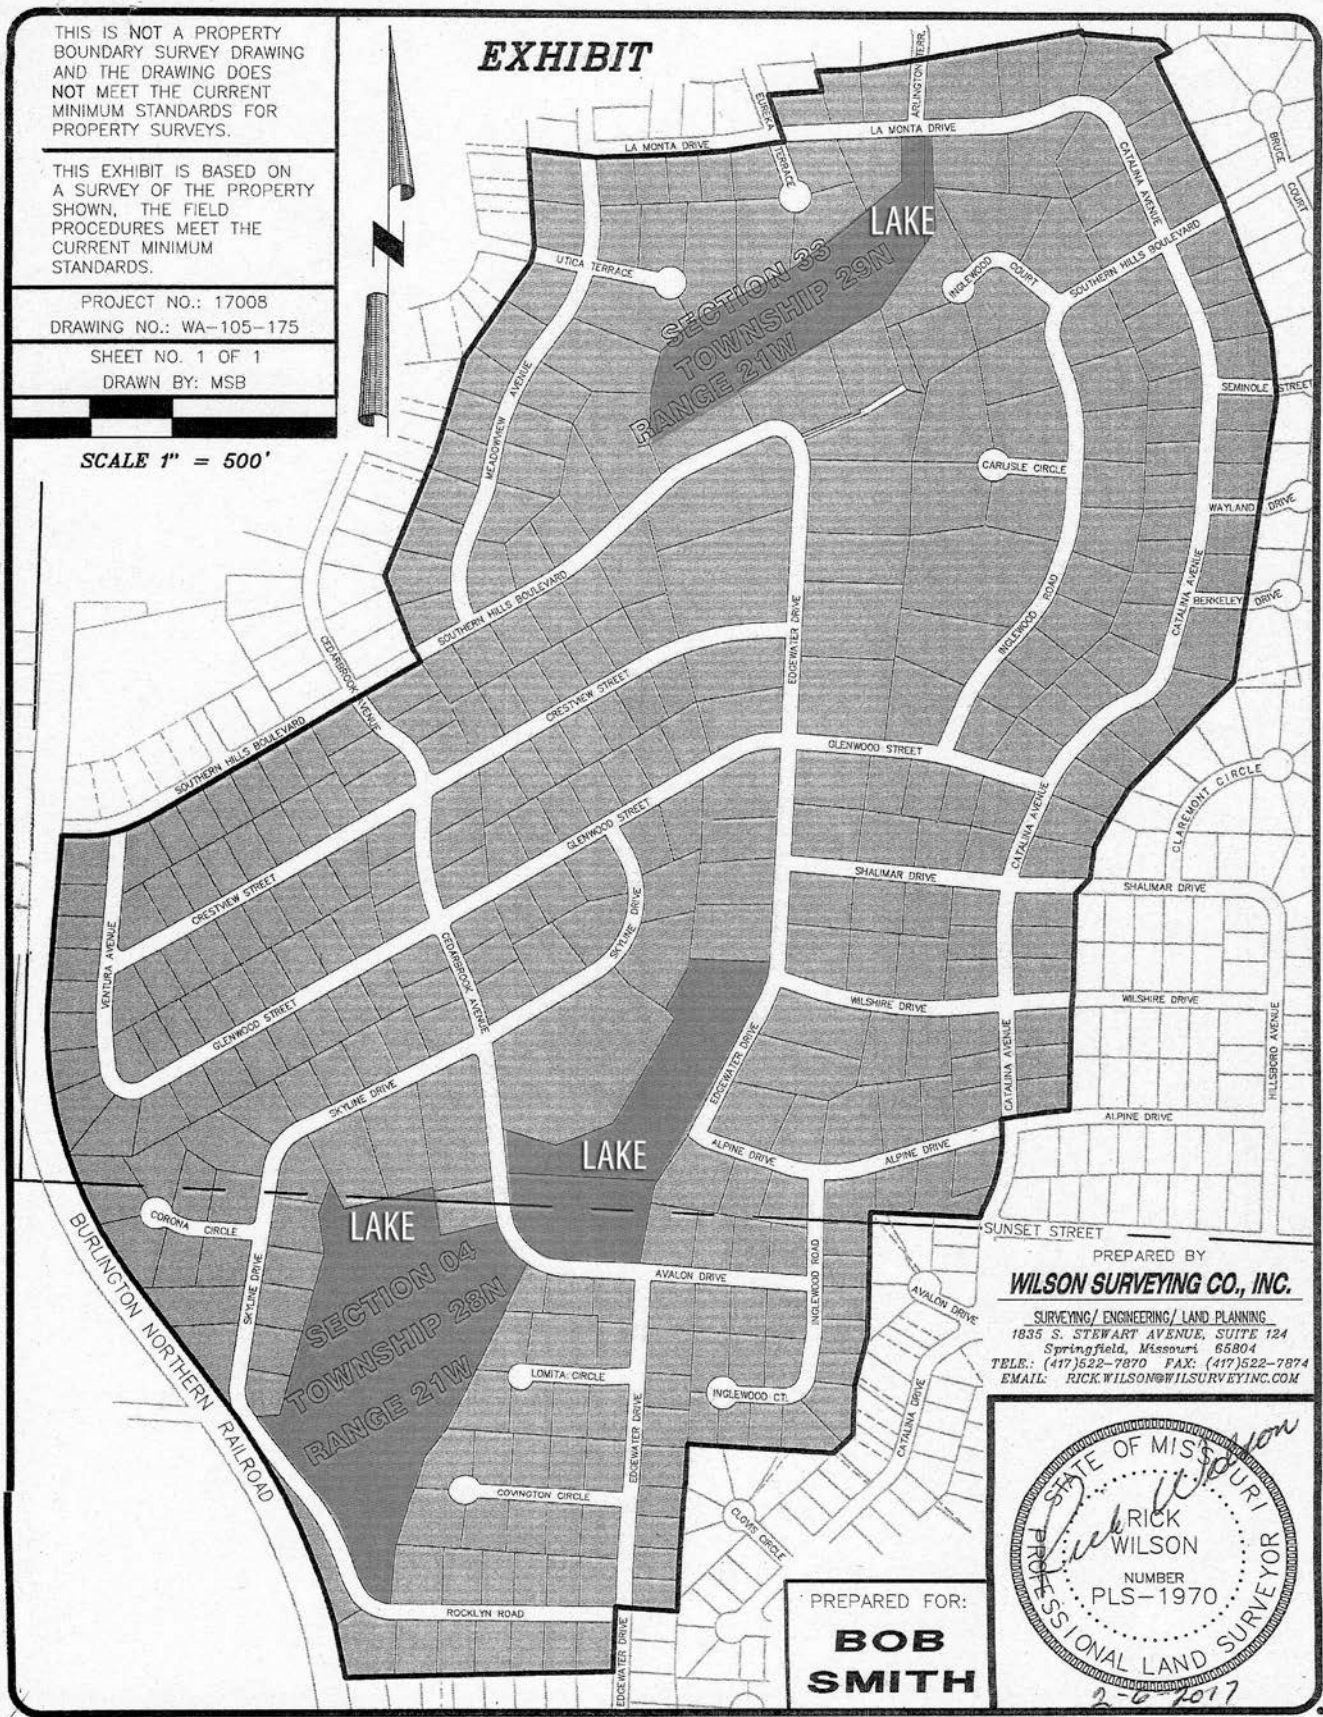 THIS IS NOT A PROPERTY
BOUNDARY SURVEY DRAWING
AND THE DRAWING DOES
NOT MEET THE CURRENT
MINIMUM STANDARDS FOR
PROPERTY SURVEYS.
THIS EXHIBIT IS BASED ON
A SURVEY OF THE PROPERTY
SHOWN, THE FIELD
PROCEDURES MEET THE
CURRENT MINIMUM
STANDARDS.
PROJECT NO.: 17008
DRAWING NO.: WA-105-175
SHEET NO. 1 OF 1
DRAWN BY: MSB
SCALE 1" = 500'
EXHIBIT
N
ARLINGTON TERR.
EUREKA TERRACE
LA MONTA DRIVE
LA MONTA DRIVE
BRUCE COURT
CATALINA AVENUE
LAKE
SECTION 33
TOWNSHIP 29N
RANGE 21W
UTICA TERRACE
INGLEWOOD COURT
SOUTHERN HILLS BOULEVARD
MEADOWVIEW AVENUE
SEMINOLE STREET
CARLISLE CIRCLE
WAYLAND DRIVE
CATALINA AVENUE
BERKELEY DRIVE
INGLEWOOD ROAD
SOUTHERN HILLS BOULEVARD
EDGEWATER DRIVE
CEDARBROOK AVENUE
CRESTVIEW STREET
SOUTHERN HILLS BOULEVARD
GLENWOOD STREET
GLENWOOD STREET
CLAREMONT CIRCLE
CATALINA AVENUE
SHALIMAR DRIVE
SHALIMAR DRIVE
CRESTVIEW STREET
SKYLINE DRIVE
VENTURA AVENUE
CEDARBROOK AVENUE
GLENWOOD STREET
WILSHIRE DRIVE
WILSHIRE DRIVE
EDGEWATER DRIVE
CATALINA AVENUE
HILLSBORO AVENUE
SKYLINE DRIVE
ALPINE DRIVE
ALPINE DRIVE
ALPINE DRIVE
LAKE
LAKE
CORONA CIRCLE
SUNSET STREET
BURLINGTON NORTHERN RAILROAD
SKYLINE DRIVE
SECTION 04
TOWNSHIP 28N
RANGE 21W
AVALON DRIVE
INGLEWOOD ROAD
AVALON DRIVE
LOMITA CIRCLE
INGLEWOOD CT.
EDGEWATER DRIVE
CATALINA DRIVE
COVINGTON CIRCLE
CLOVIS CIRCLE
ROCKLYN ROAD
EDGEWATER DRIVE
PREPARED BY
WILSON SURVEYING CO., INC.
SURVEYING/ ENGINEERING/ LAND PLANNING
1835 S. STEWART AVENUE, SUITE 124
Springfield, Missouri 65804
TELE.: (417)522-7870 FAX: (417)522-7874
EMAIL: RICK.WILSON@WILSURVEYINC.COM
PREPARED FOR:
BOB
SMITH
STATE OF MISSOURI
Rick Wilson
RICK
WILSON
NUMBER
PLS-1970
PROFESSIONAL LAND SURVEYOR
2-6-2017